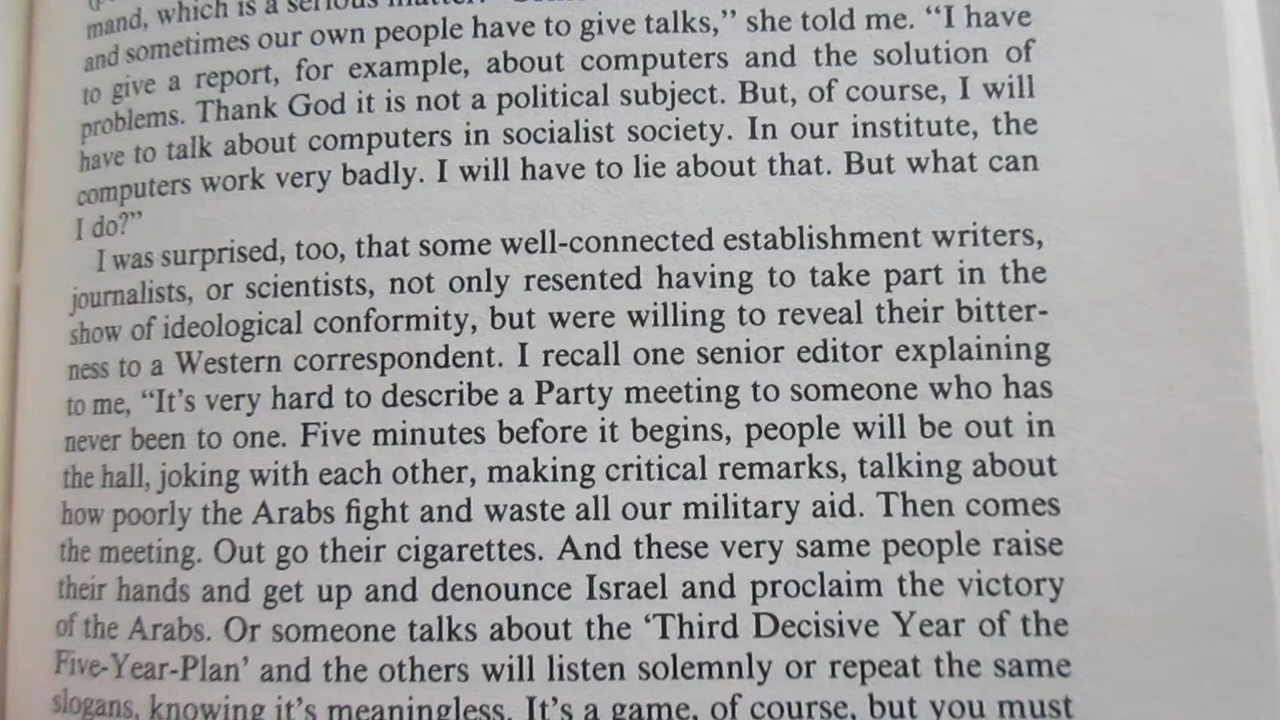 mand, which is a serious matter.
and sometimes our own people have to give talks,” she told me. “I have
to give a report, for example, about computers and the solution of
problems. Thank God it is not a political subject. But, of course, I will
have to talk about computers in socialist society. In our institute, the
computers work very badly. I will have to lie about that. But what can
I do?”
I was surprised, too, that some well-connected establishment writers,
journalists, or scientists, not only resented having to take part in the
show of ideological conformity, but were willing to reveal their bitter-
ness to a Western correspondent. I recall one senior editor explaining
to me, “It’s very hard to describe a Party meeting to someone who has
never been to one. Five minutes before it begins, people will be out in
the hall, joking with each other, making critical remarks, talking about
how poorly the Arabs fight and waste all our military aid. Then comes
the meeting. Out go their cigarettes. And these very same people raise
their hands and get up and denounce Israel and proclaim the victory
of the Arabs. Or someone talks about the ‘Third Decisive Year of the
Five-Year-Plan’ and the others will listen solemnly or repeat the same
slogans, knowing it’s meaningless. It’s a game, of course, but you must